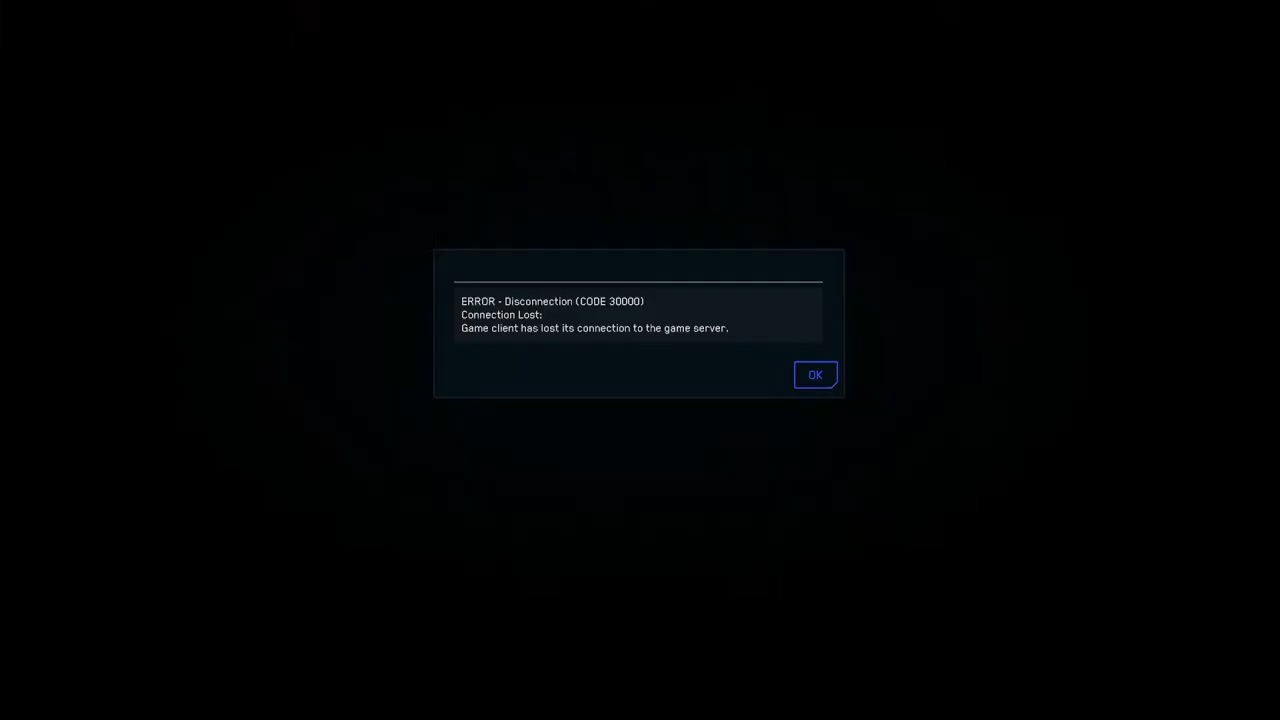 ERROR - Disconnection (CODE 30000)
Connection Lost:
Game client has lost its connection to the game server.
OK